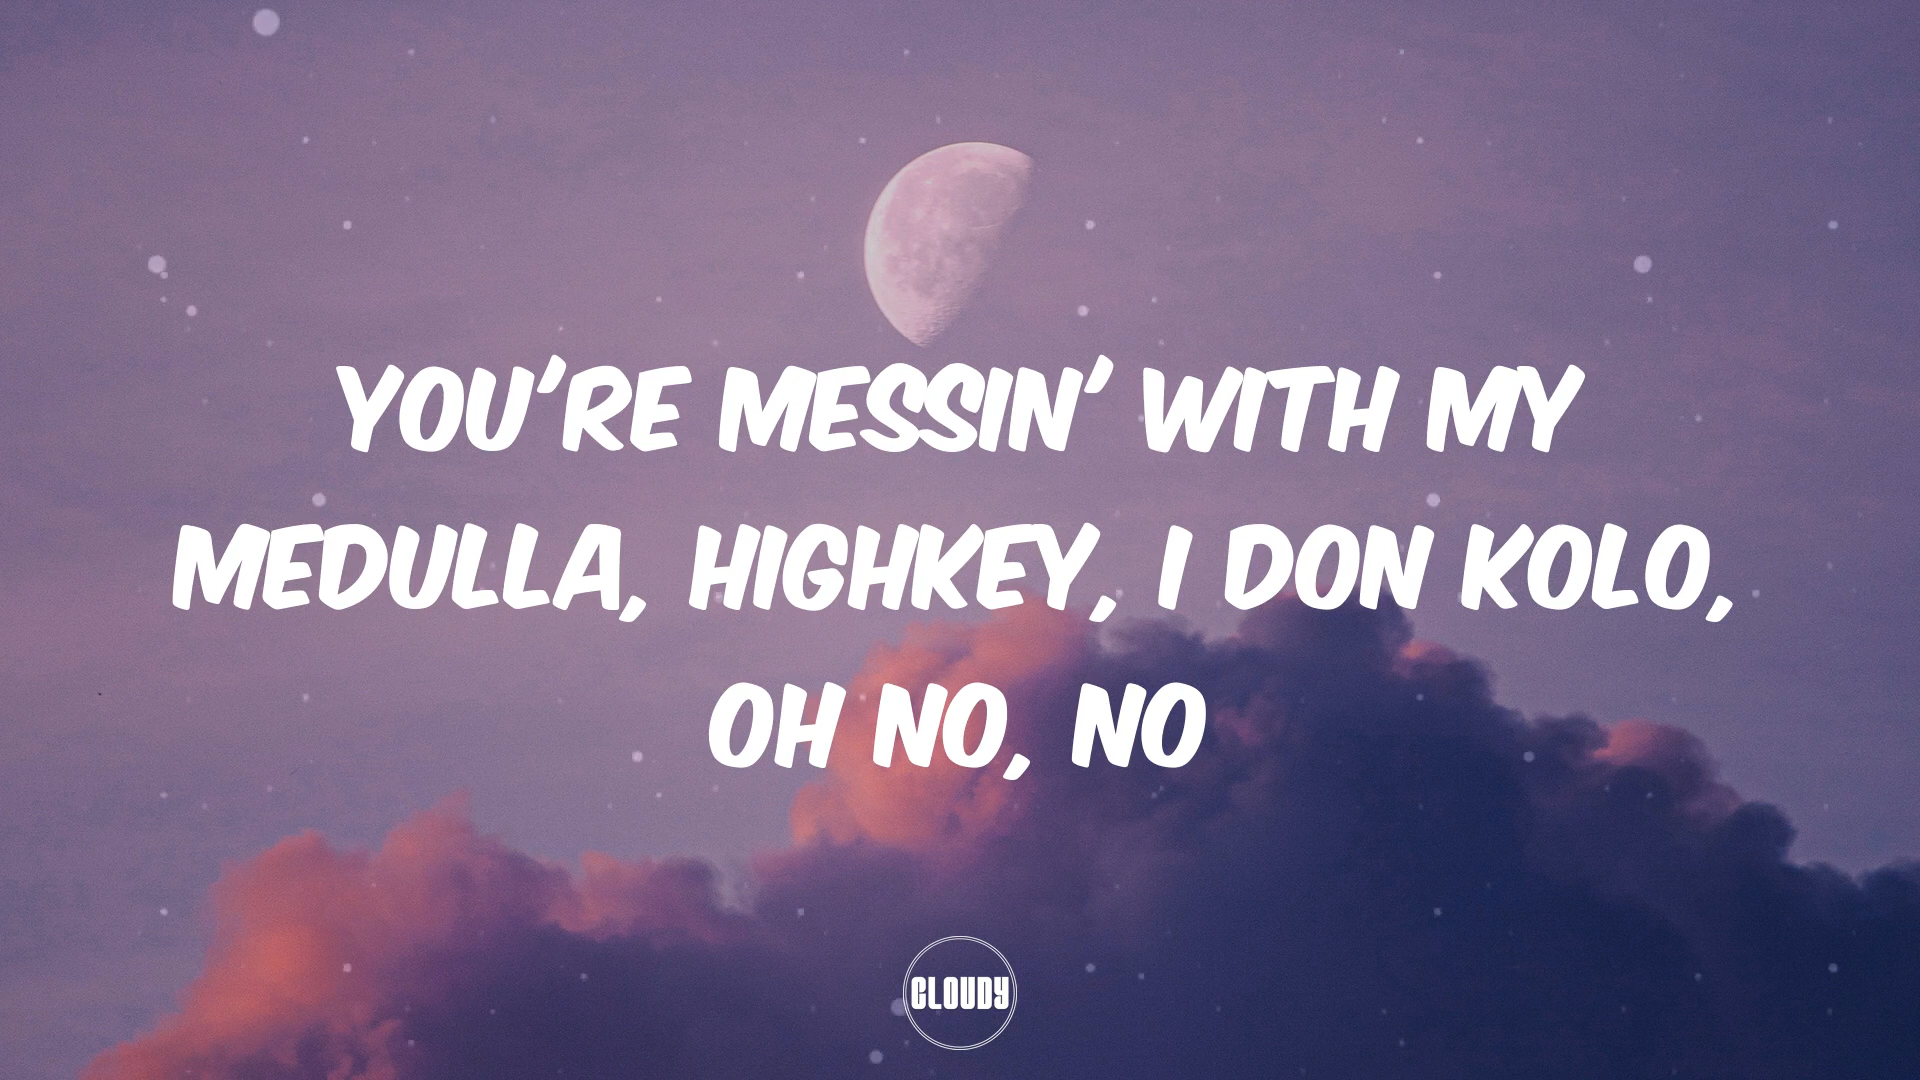 YOU'RE MESSIN' WITH MY
MEDULLA, HIGHKEY, I DON KOLO,
OH NO, NO
CLOUDY